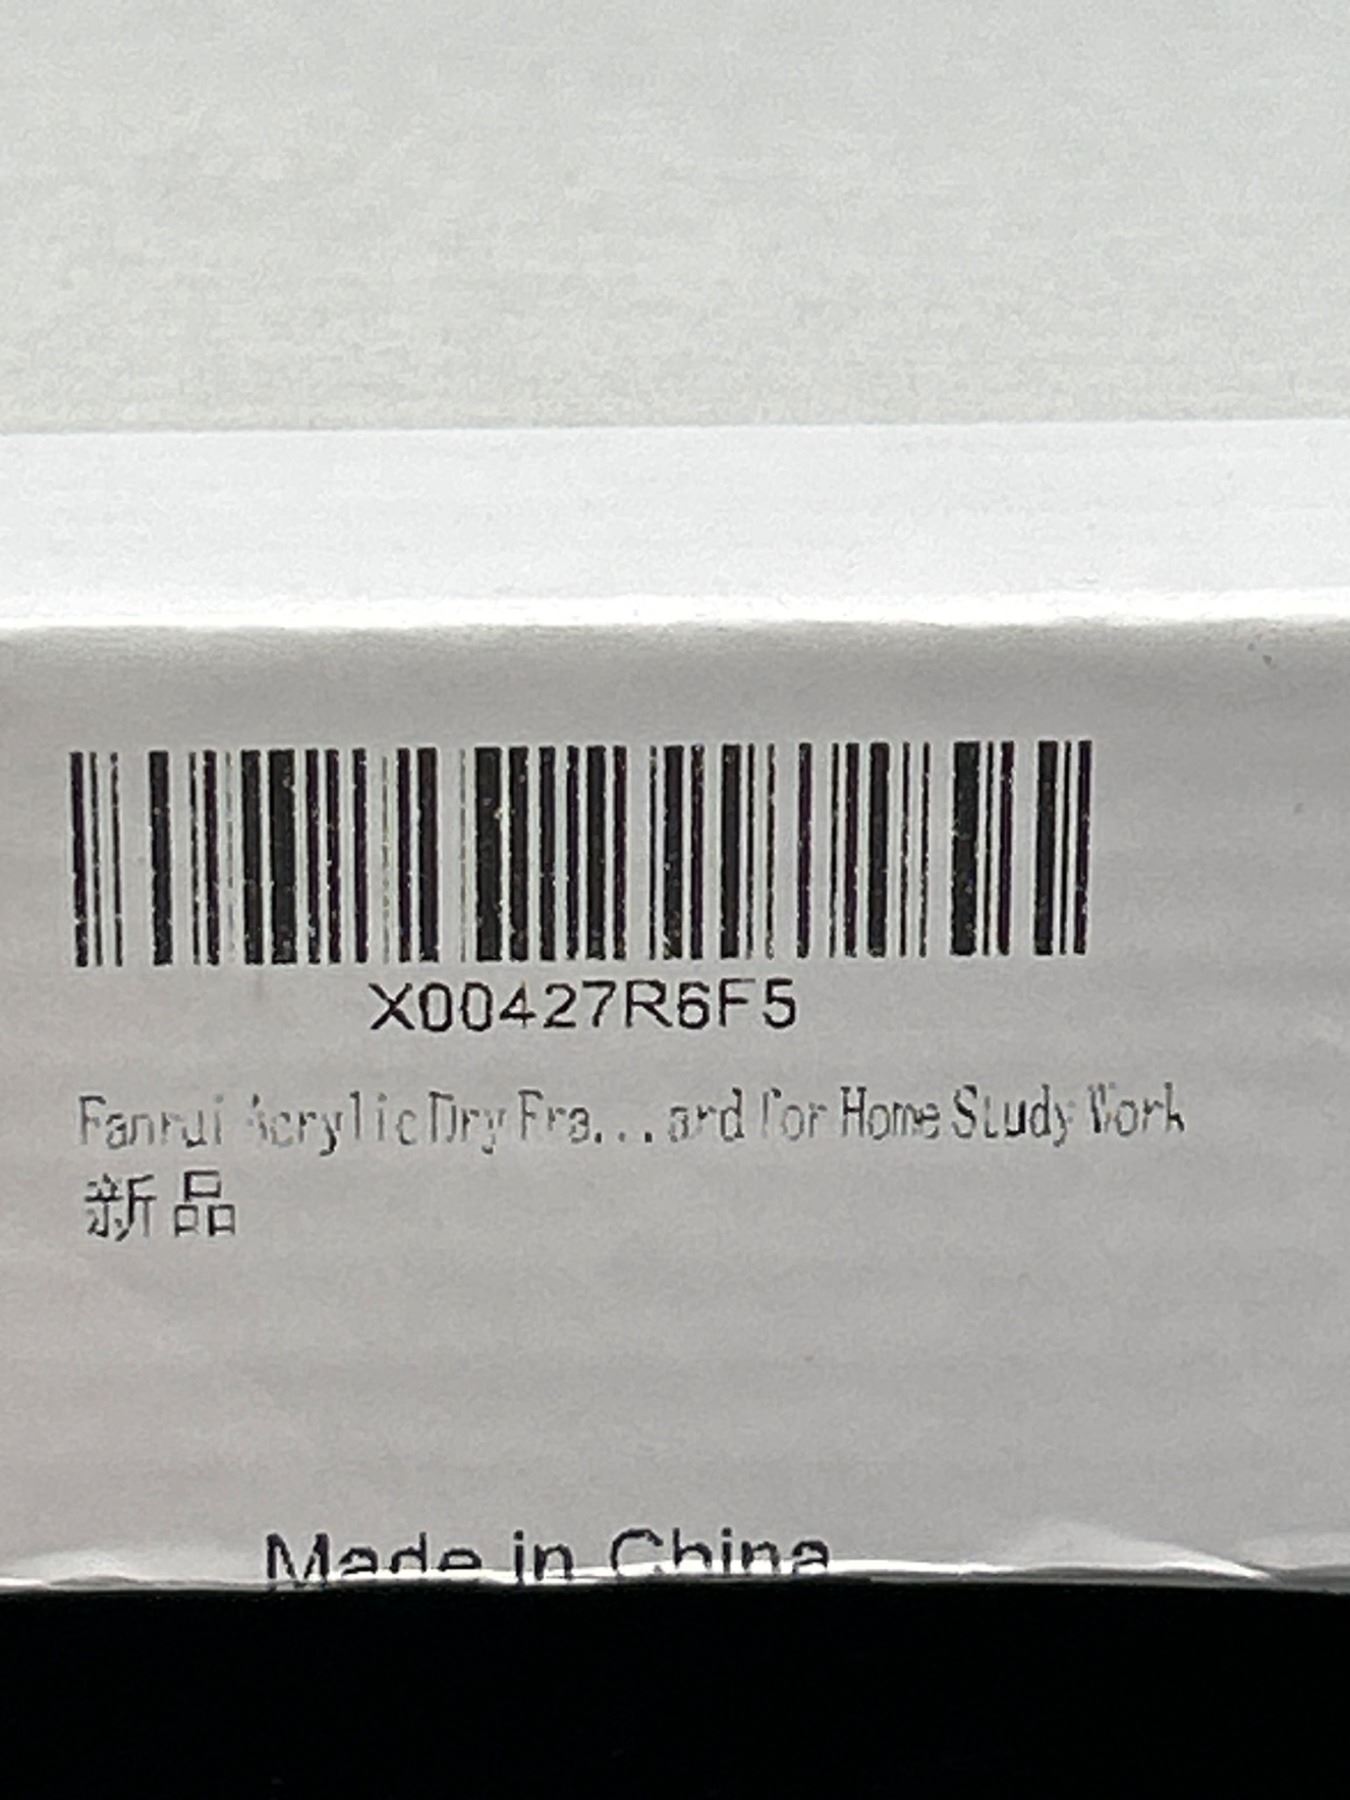 X00427R6F5
Fanrui Acrylic Dry Era...ard for Home Study Work
新品
Made in China